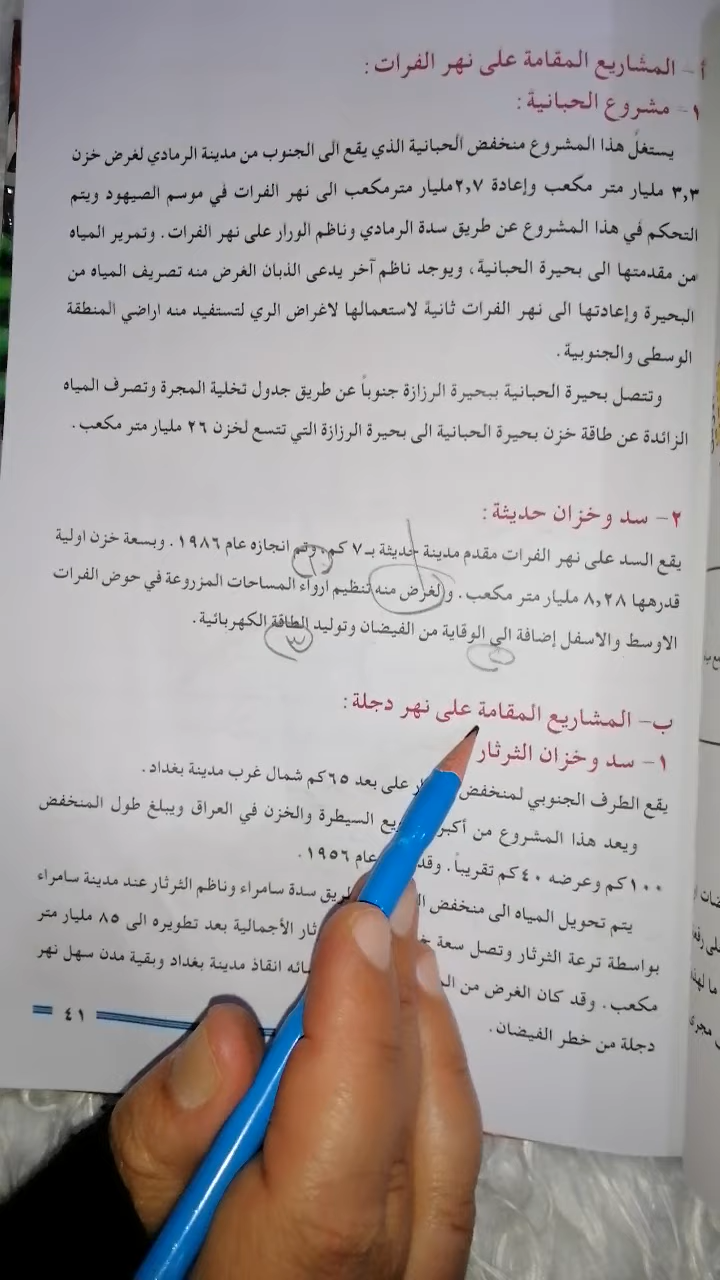 أ- المشاريع المقامة على نهر الفرات:
١- مشروع الحبانية:
يستغل هذا المشروع منخفض الحبانية الذي يقع الى الجنوب من مدينة الرمادي لغرض خزن
٣,٣ مليار متر مكعب وإعادة ٢,٧مليار مترمكعب الى نهر الفرات في موسم الصيهود ويتم
التحكم في هذا المشروع عن طريق سدة الرمادي وناظم الورار على نهر الفرات. وتمرير المياه
من مقدمتها الى بحيرة الحبانية، ويوجد ناظم آخر يدعى الذبان الغرض منه تصريف المياه من
البحيرة وإعادتها الى نهر الفرات ثانية لاستعمالها لاغراض الري لتستفيد منه اراضي المنطقة
الوسطى والجنوبية.
وتتصل بحيرة الحبانية ببحيرة الرزازة جنوباً عن طريق جدول تخلية المجرة وتصرف المياه
الزائدة عن طاقة خزن بحيرة الحبانية الى بحيرة الرزازة التي تتسع لخزن ٢٦ مليار متر مكعب.
٢- سد وخزان حديثة:
يقع السد على نهر الفرات مقدم مدينة حديثة بـ ٧ كم. وتم انجازه عام ١٩٨٦. وبسعة خزن اولية
قدرهها ٨,٢٨ مليار متر مكعب. والغرض منه تنظيم ارواء المساحات المزروعة في حوض الفرات
الاوسط والاسفل إضافة الى الوقاية من الفيضان وتوليد الطاقة الكهربائية.
ب- المشاريع المقامة على نهر دجلة:
١- سد وخزان الثرثار
يقع الطرف الجنوبي لمنخفض على بعد ٦٥كم شمال غرب مدينة بغداد.
ويعد هذا المشروع من أكبر السيطرة والخزن في العراق ويبلغ طول المنخفض
١٠٠كم وعرضه ٤٠كم تقريباً. عام ١٩٥٦.
يتم تحويل المياه الى منخفض طريق سدة سامراء وناظم الثرثار عند مدينة سامراء
بواسطة ترعة الثرثار وتصل سعة الأجمالية بعد تطويره الى ٨٥ مليار متر
مكعب. وقد كان الغرض من انقاذ مدينة بغداد وبقية مدن سهل نهر
دجلة من خطر الفيضان.
٤١